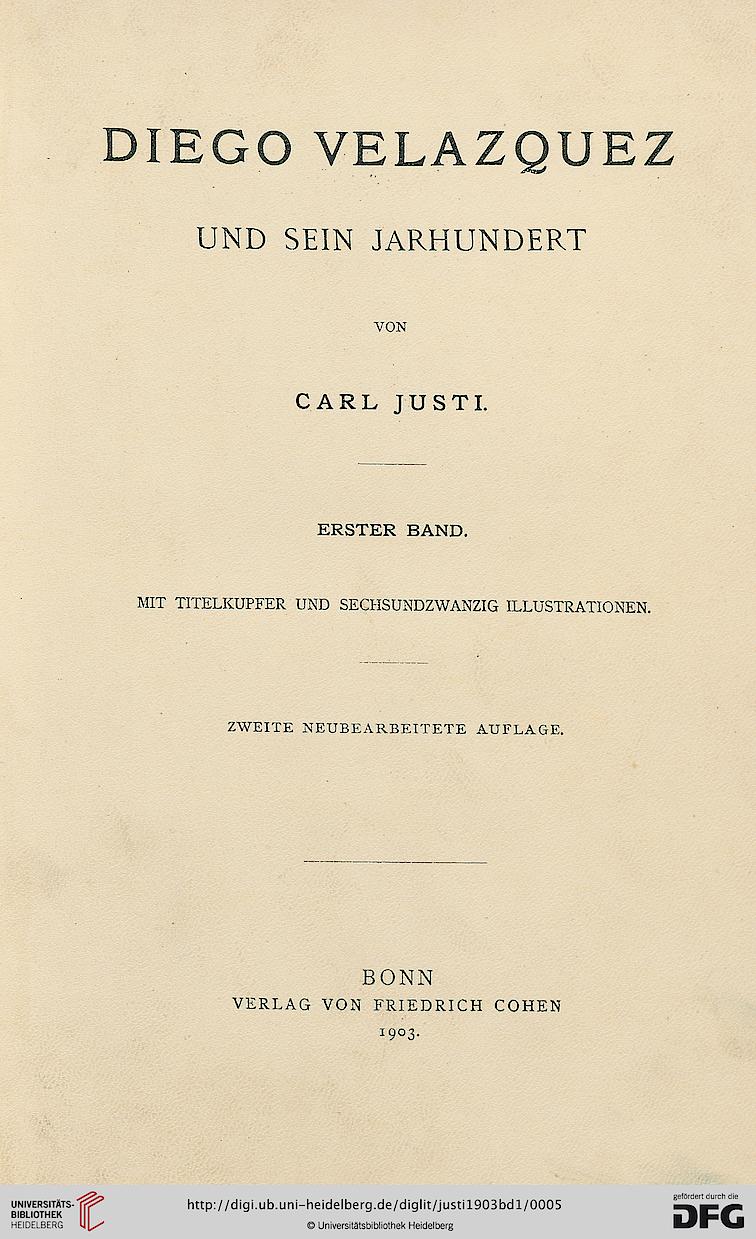 DIEGO VELAZQUEZ
UND SEIN JARHUNDERT
VON
CARL JUSTI.
ERSTER BAND.
MIT TITELKUPFER UND SECHSUNDZWANZIG ILLUSTRATIONEN.
ZWEITE NEUBEARBEITETE AUFLAGE.
BONN
VERLAG VON FRIEDRICH COHEN
1903.
UNIVERSITÄTS-
BIBLIOTHEK
HEIDELBERG
http://digi.ub.uni-heidelberg.de/diglit/justi1903bd1/0005
© Universitätsbibliothek Heidelberg
gefördert durch die
DFG